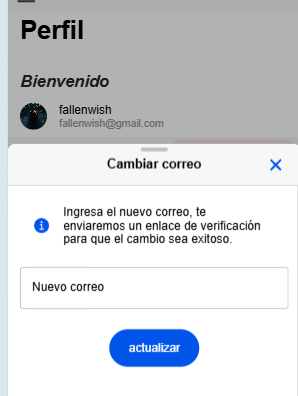 Perfil
Bienvenido
fallenwish
fallenwish@gmail.com
Cambiar correo
Ingresa el nuevo correo, te
enviaremos un enlace de verificación
para que el cambio sea exitoso.
Nuevo correo
actualizar